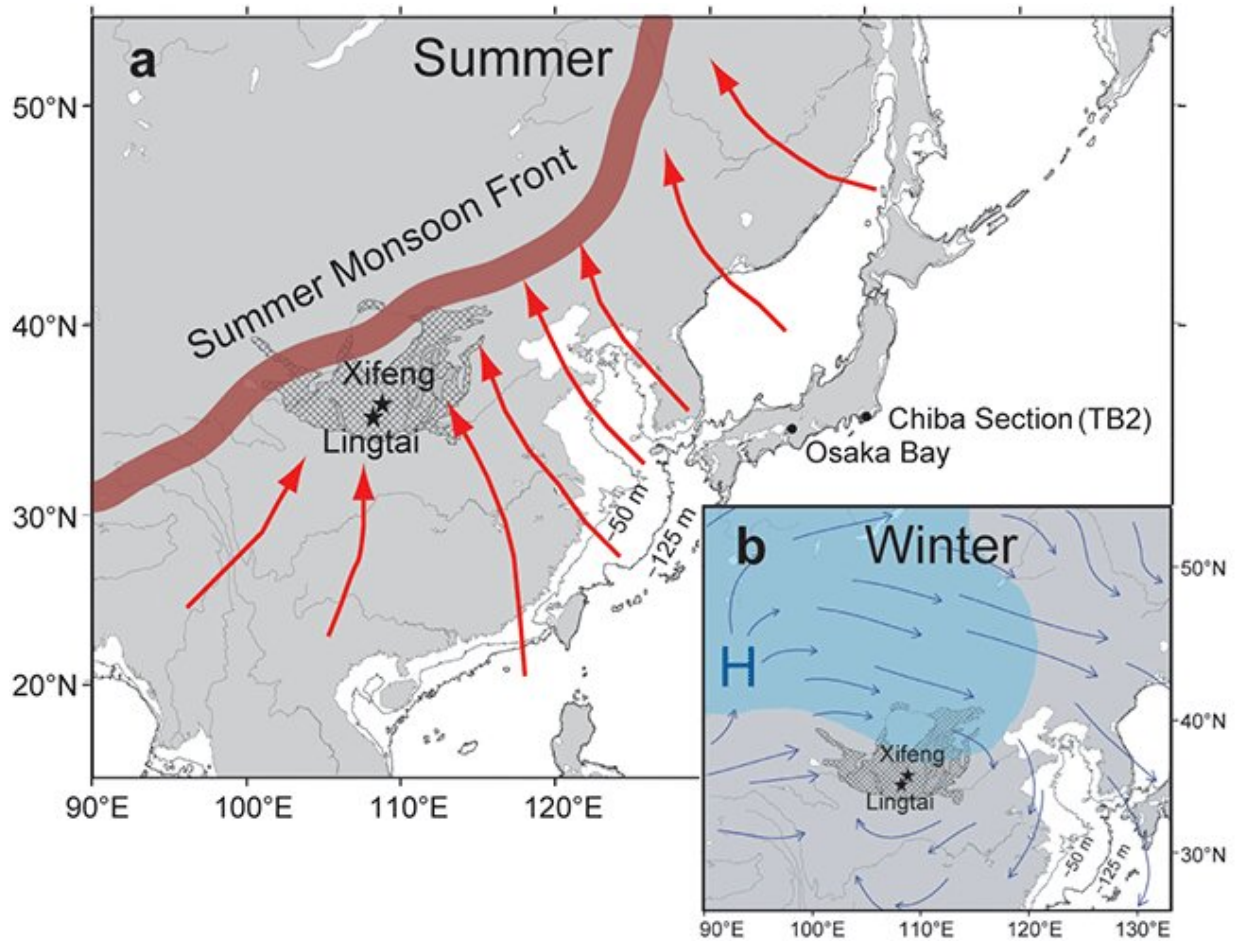 a
Summer
50°N
Summer Monsoon Front
40°N
Xifeng
Lingtai
Chiba Section (TB2)
Osaka Bay
30°N
-50 m
-125 m
20°N
90°E
100°E
110°E
120°E
b
Winter
50°N
H
40°N
Xifeng
Lingtai
-50 m
-125 m
30°N
90°E
100°E
110°E
120°E
130°E